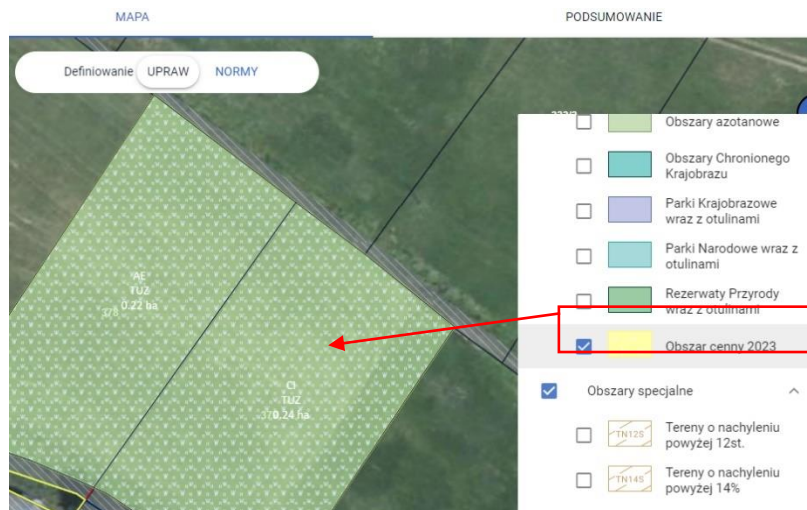 MAPA
PODSUMOWANIE
Definiowanie UPRAW NORMY
Obszary azotanowe
Obszary Chronionego
Krajobrazu
Parki Krajobrazowe
wraz z otulinami
Parki Narodowe wraz z
otulinami
Rezerwaty Przyrody
wraz z otulinami
Obszar cenny 2023
Obszary specjalne
TN12S
Tereny o nachyleniu
powyżej 12st.
TN14S
Tereny o nachyleniu
powyżej 14%
AE
TUZ
0.22 ha
CI
TUZ
0.24 ha